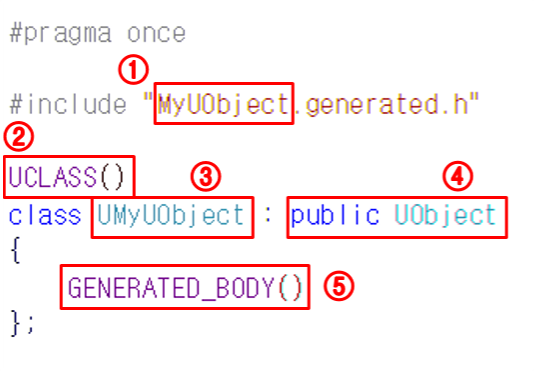 #pragma once
①
#include "MyUObject.generated.h"
②
UCLASS() ③ ④
class UMyUObject : public UObject
{
GENERATED_BODY() ⑤
};